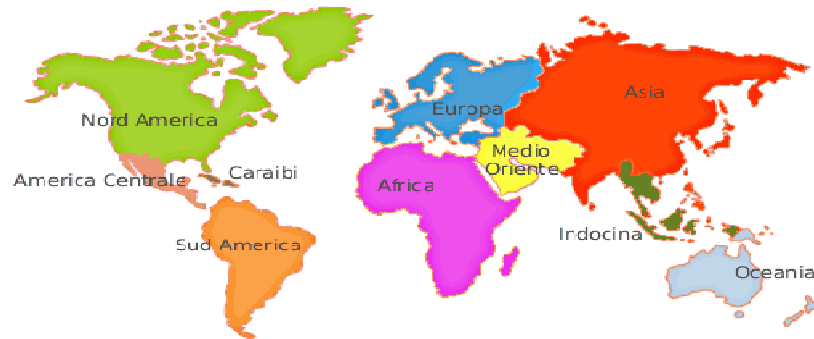 Nord America
America Centrale
Caraibi
Sud America
Europa
Africa
Medio
Oriente
Asia
Indocina
Oceania